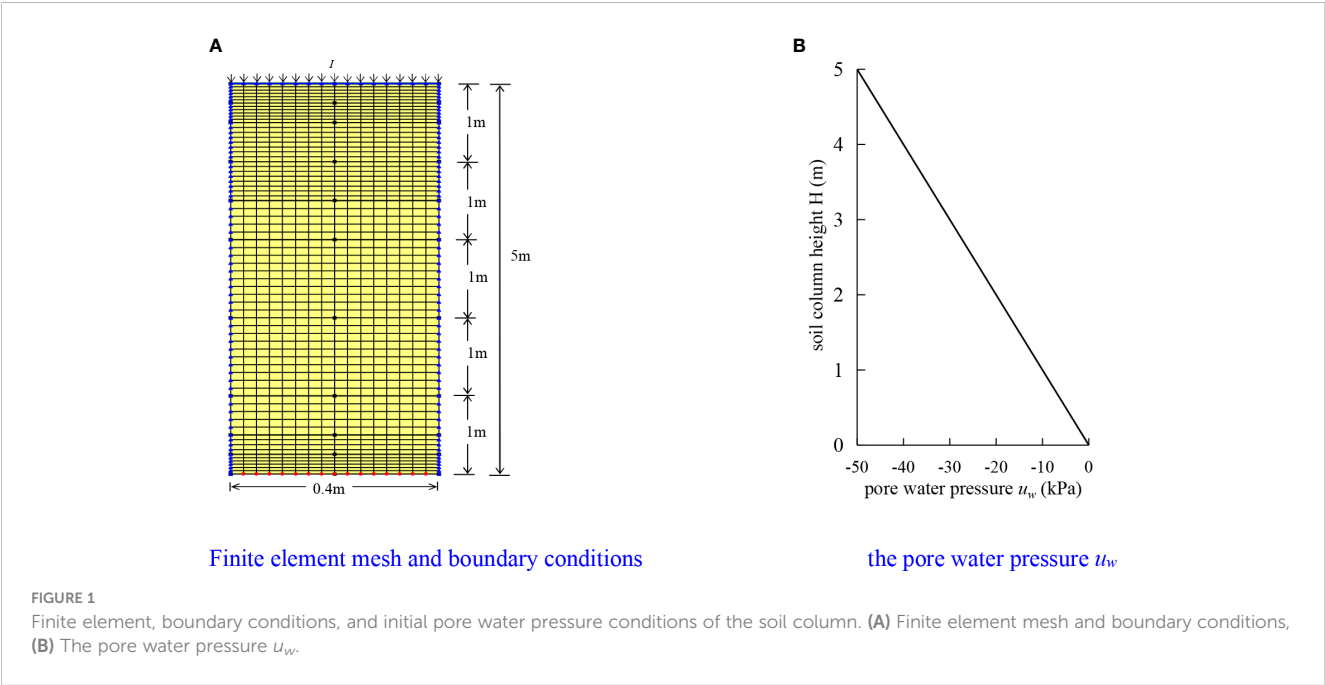 A
I
1m
1m
1m
1m
1m
5m
0.4m
Finite element mesh and boundary conditions
B
5
4
3
2
1
0
soil column height H (m)
-50 -40 -30 -20 -10 0
pore water pressure uw (kPa)
the pore water pressure uw
FIGURE 1
Finite element, boundary conditions, and initial pore water pressure conditions of the soil column. (A) Finite element mesh and boundary conditions,
(B) The pore water pressure uw.